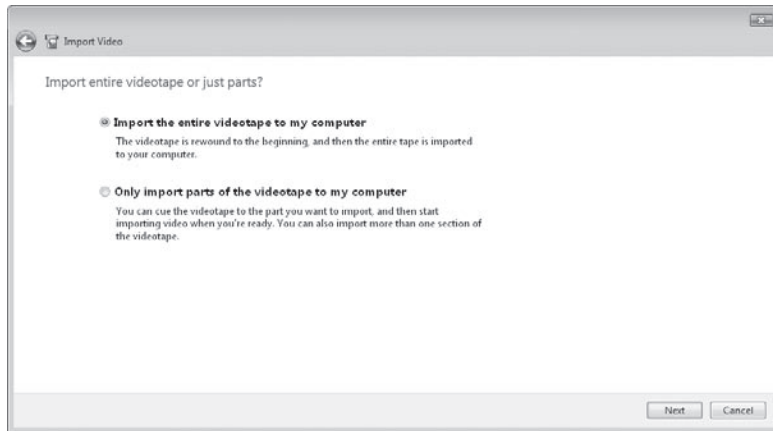 Import Video
Import entire videotape or just parts?
Import the entire videotape to my computer
The videotape is rewound to the beginning, and then the entire tape is imported
to your computer.
Only import parts of the videotape to my computer
You can cue the videotape to the part you want to import, and then start
importing video when you're ready. You can also import more than one section of
the videotape.
Next Cancel